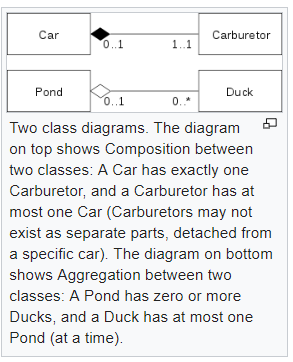 Car 0..1 1..1 Carburetor
Pond 0..1 0..* Duck
Two class diagrams. The diagram
on top shows Composition between
two classes: A Car has exactly one
Carburetor, and a Carburetor has at
most one Car (Carburetors may not
exist as separate parts, detached from
a specific car). The diagram on bottom
shows Aggregation between two
classes: A Pond has zero or more
Ducks, and a Duck has at most one
Pond (at a time).